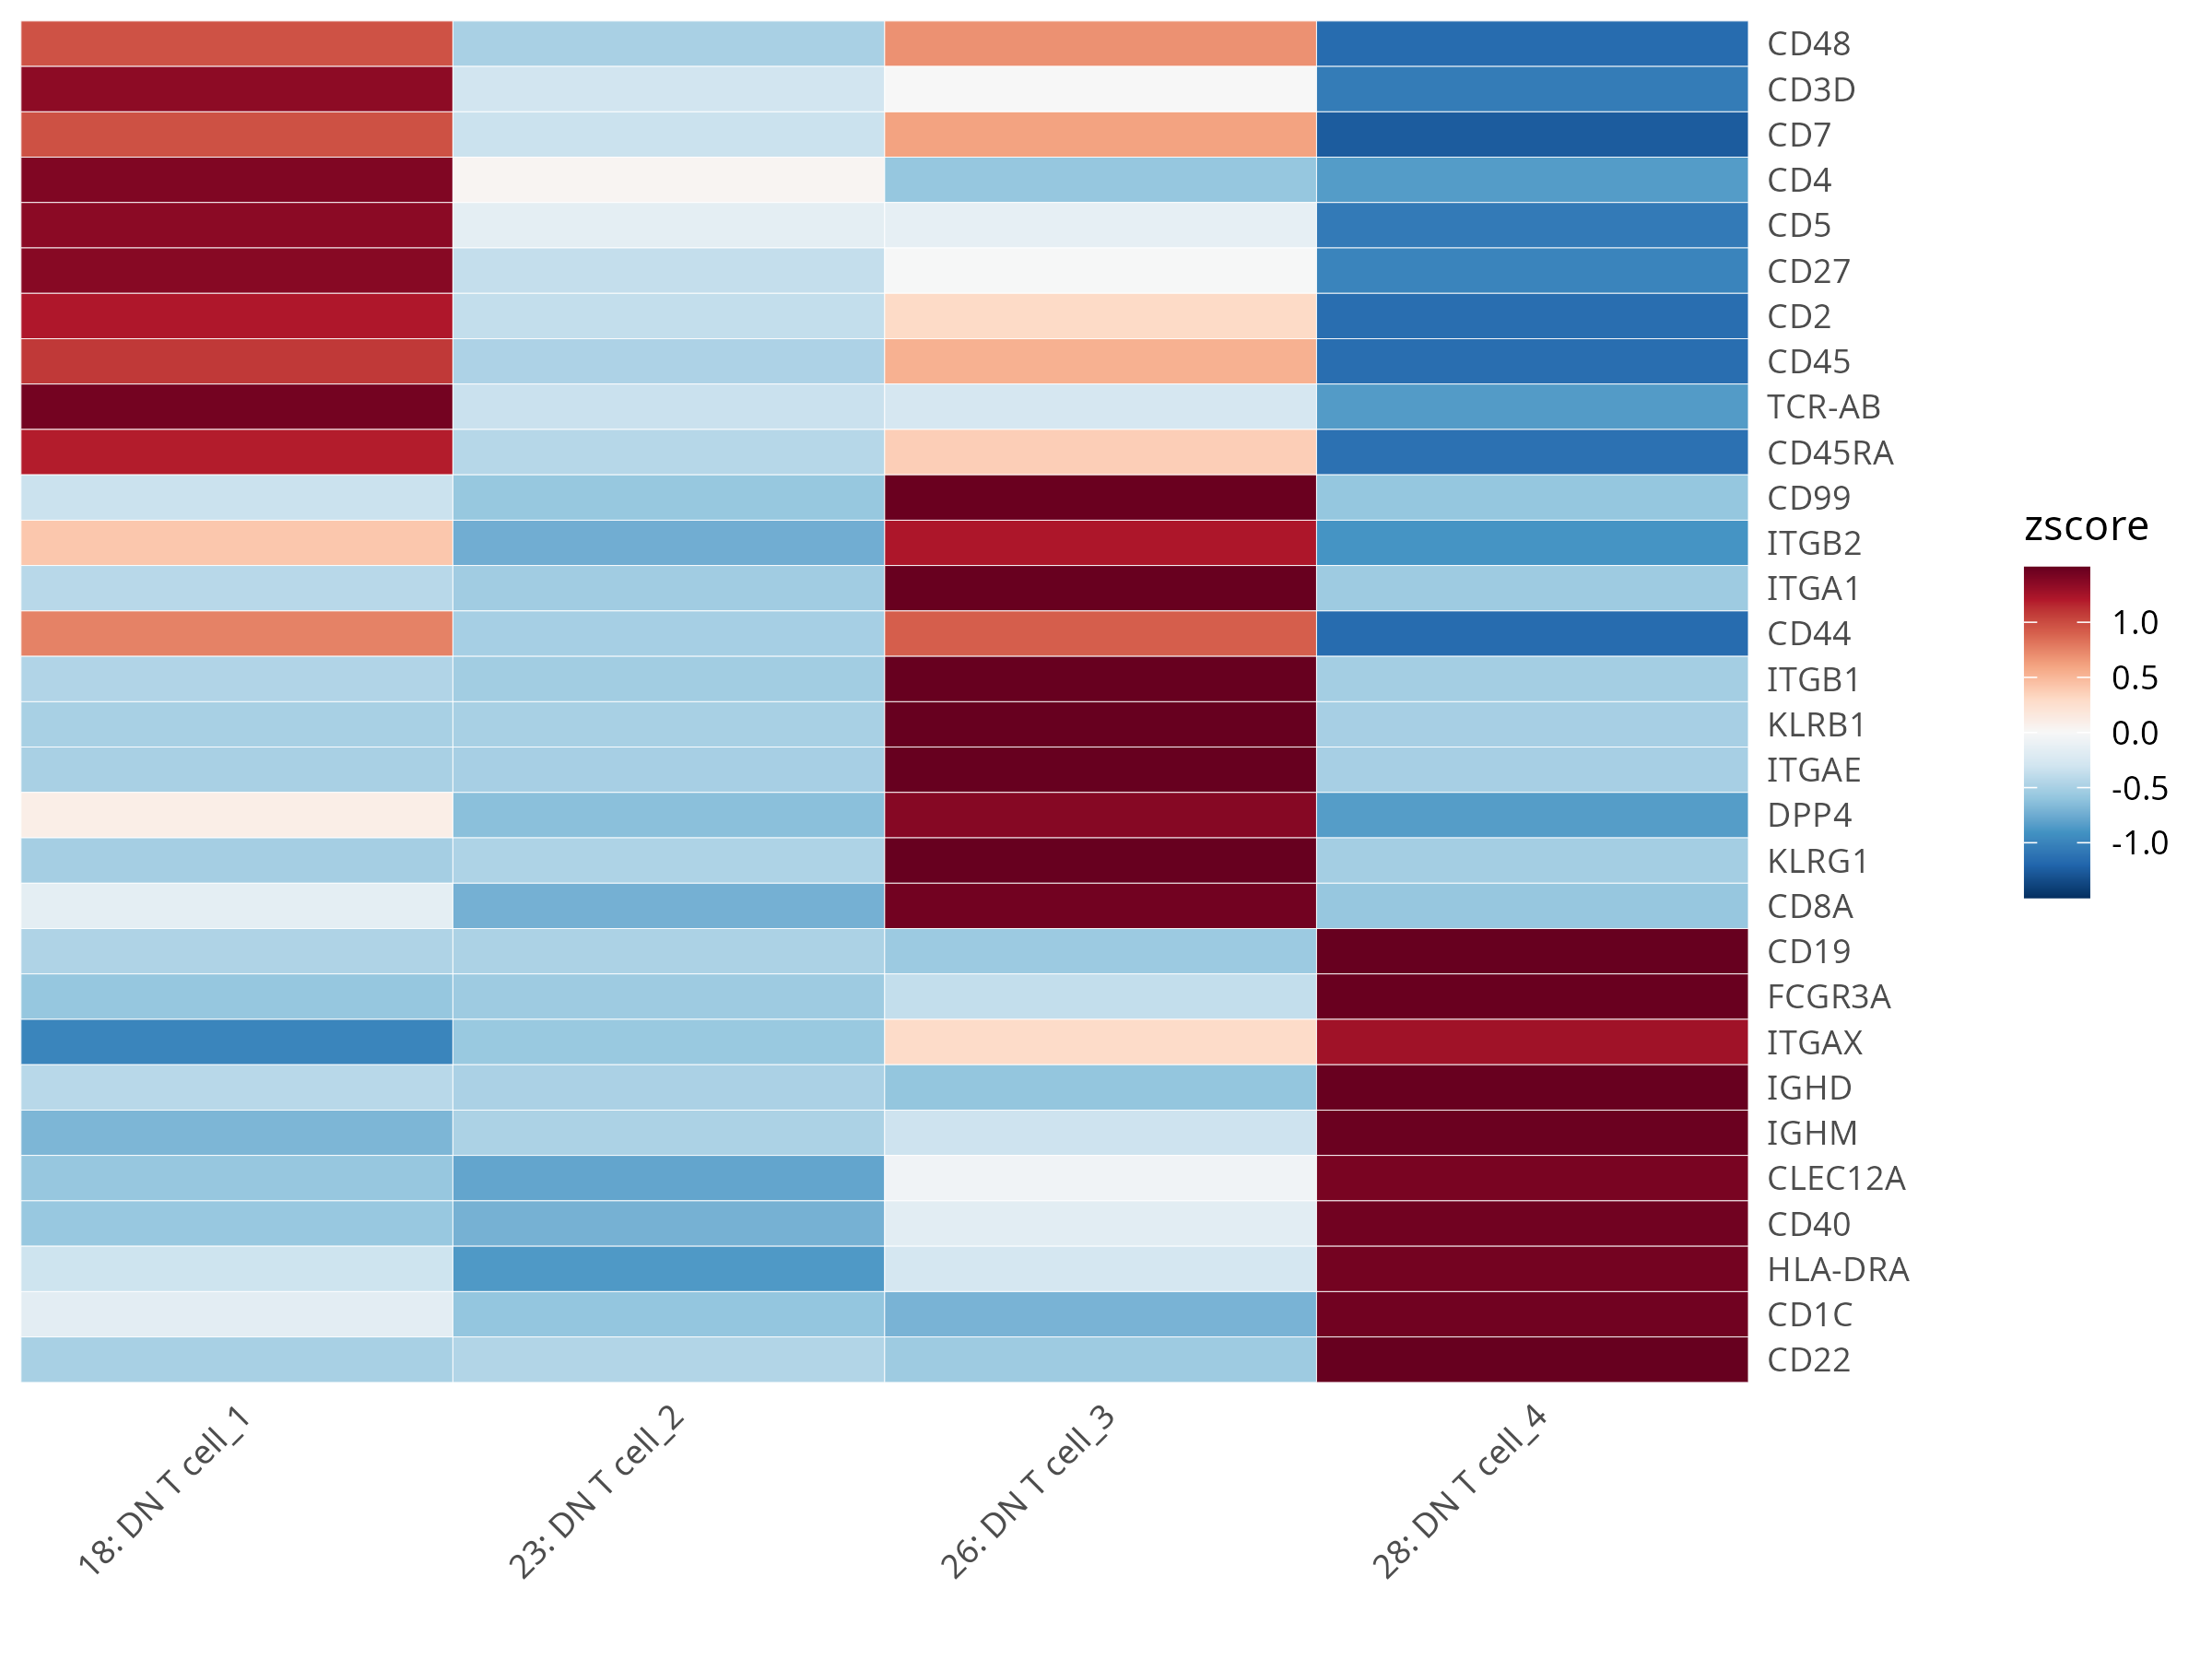 CD48
CD3D
CD7
CD4
CD5
CD27
CD2
CD45
TCR-AB
CD45RA
CD99
ITGB2
ITGA1
CD44
ITGB1
KLRB1
ITGAE
DPP4
KLRG1
CD8A
CD19
FCGR3A
ITGAX
IGHD
IGHM
CLEC12A
CD40
HLA-DRA
CD1C
CD22
zscore
1.0
0.5
0.0
-0.5
-1.0
18: DN T cell_1
23: DN T cell_2
26: DN T cell_3
28: DN T cell_4